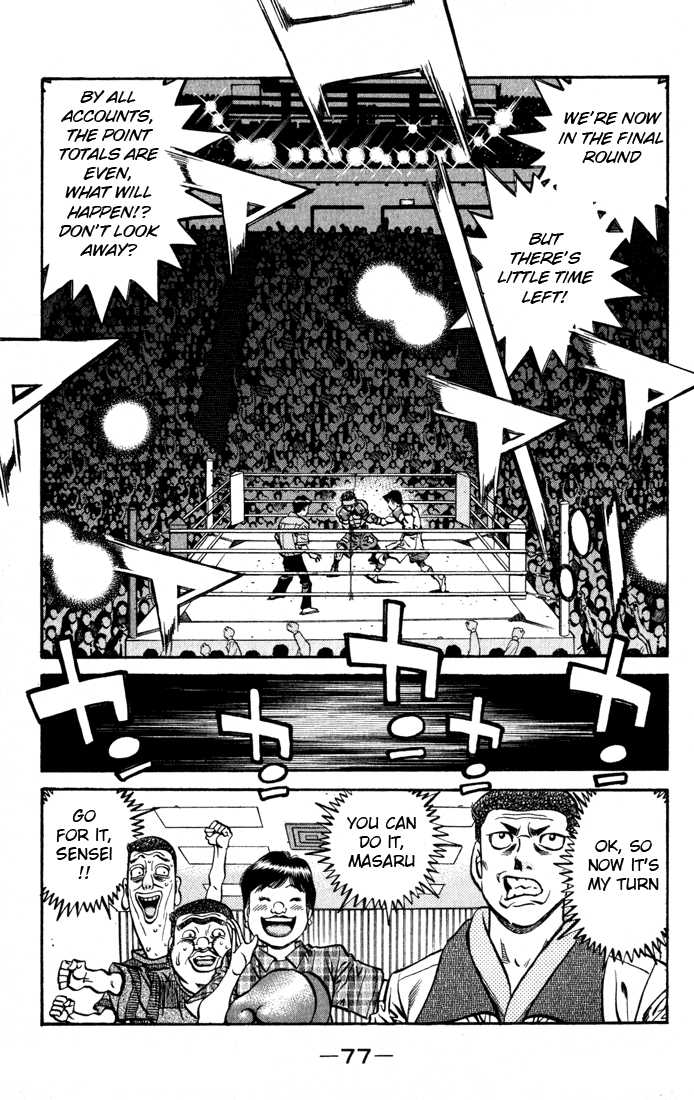 WE'RE NOW
IN THE FINAL
ROUND
BUT
THERE'S
LITTLE TIME
LEFT!
BY ALL
ACCOUNTS,
THE POINT
TOTALS ARE
EVEN,
WHAT WILL
HAPPEN!?
DON'T LOOK
AWAY?
OK, SO
NOW IT'S
MY TURN
YOU CAN
DO IT,
MASARU
GO
FOR IT,
SENSEI
!!
—77—